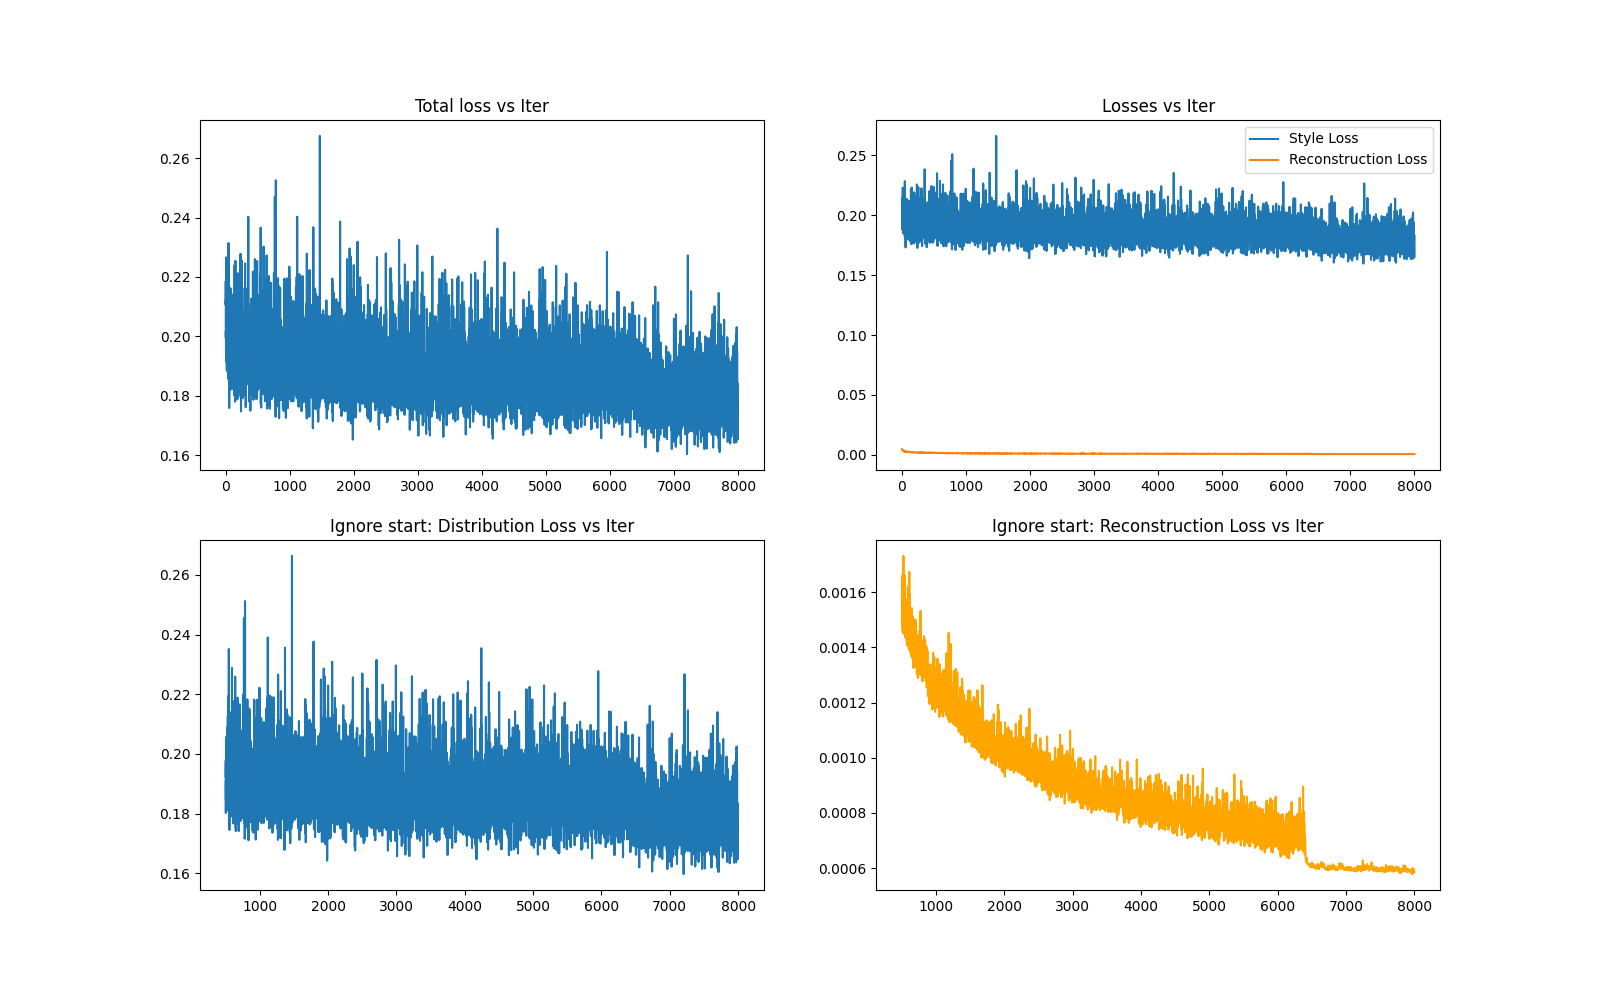 Total loss vs Iter
0.26
0.24
0.22
0.20
0.18
0.16
0 1000 2000 3000 4000 5000 6000 7000 8000
Losses vs Iter
Style Loss
Reconstruction Loss
0.25
0.20
0.15
0.10
0.05
0.00
0 1000 2000 3000 4000 5000 6000 7000 8000
Ignore start: Distribution Loss vs Iter
0.26
0.24
0.22
0.20
0.18
0.16
1000 2000 3000 4000 5000 6000 7000 8000
Ignore start: Reconstruction Loss vs Iter
0.0016
0.0014
0.0012
0.0010
0.0008
0.0006
1000 2000 3000 4000 5000 6000 7000 8000